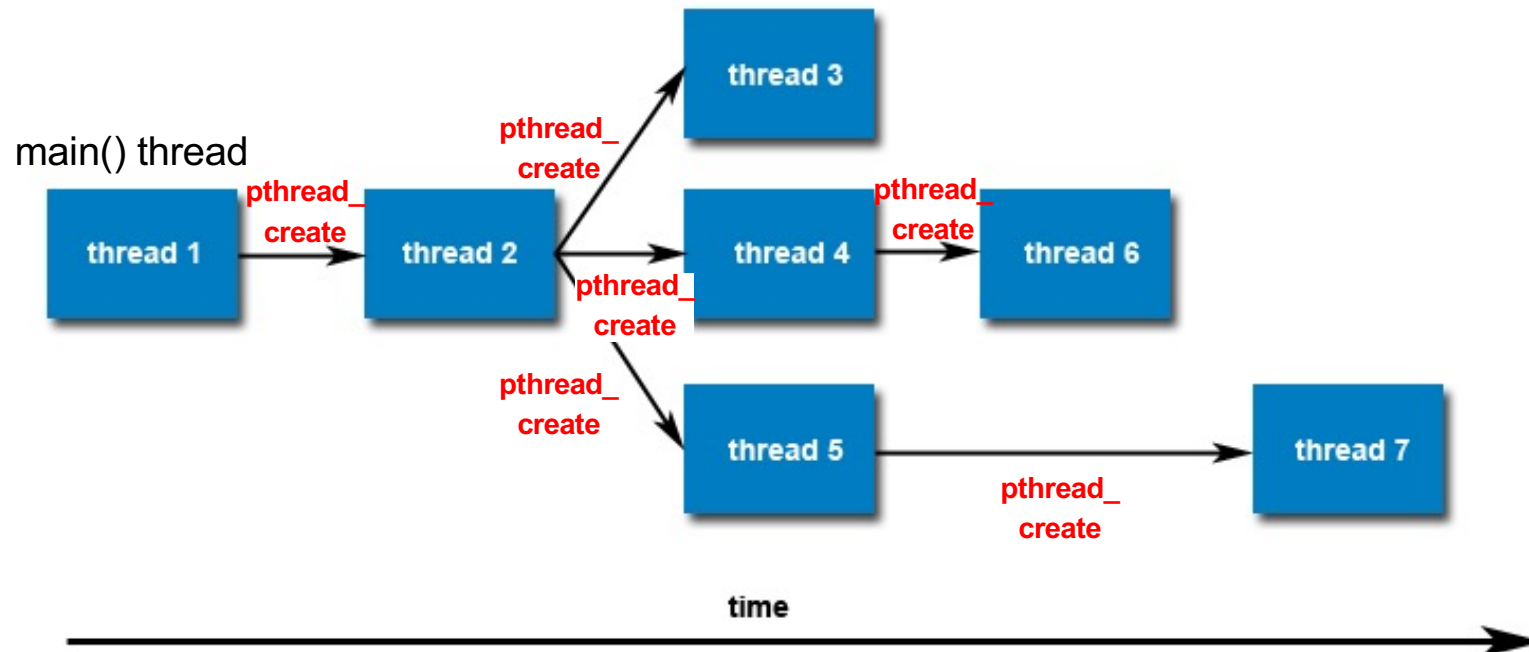 thread 3
pthread_
create
main() thread
pthread_
create
pthread_
create
thread 1
thread 2
thread 4
thread 6
pthread_
create
pthread_
create
thread 5
thread 7
pthread_
create
time